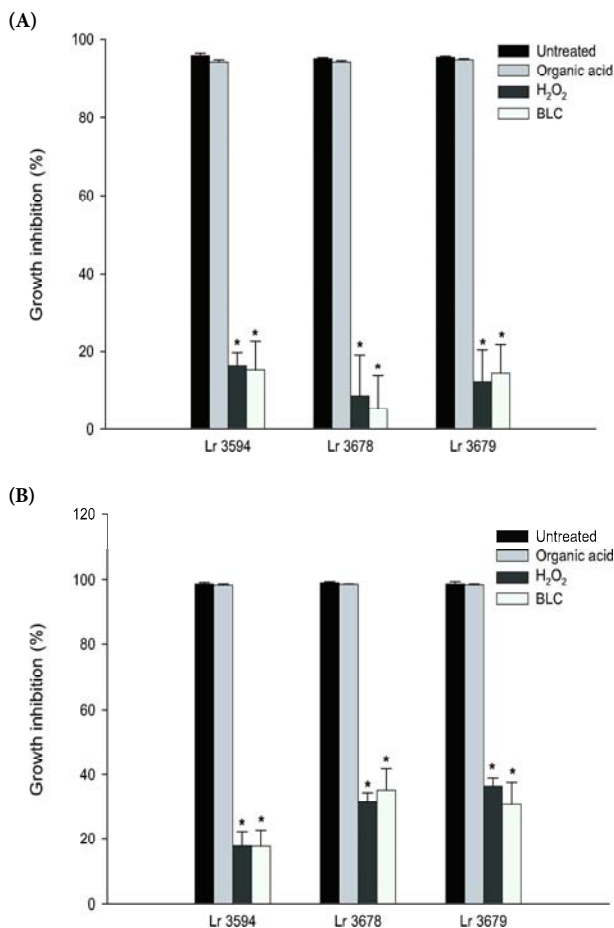 (A)
100
80
60
40
20
0
Growth inhibition (%)
Untreated
Organic acid
H₂O₂
BLC
* *
* *
* *
Lr 3594 Lr 3678 Lr 3679
(B)
120
100
80
60
40
20
0
Growth inhibition (%)
Untreated
Organic acid
H₂O₂
BLC
* *
* *
* *
Lr 3594 Lr 3678 Lr 3679